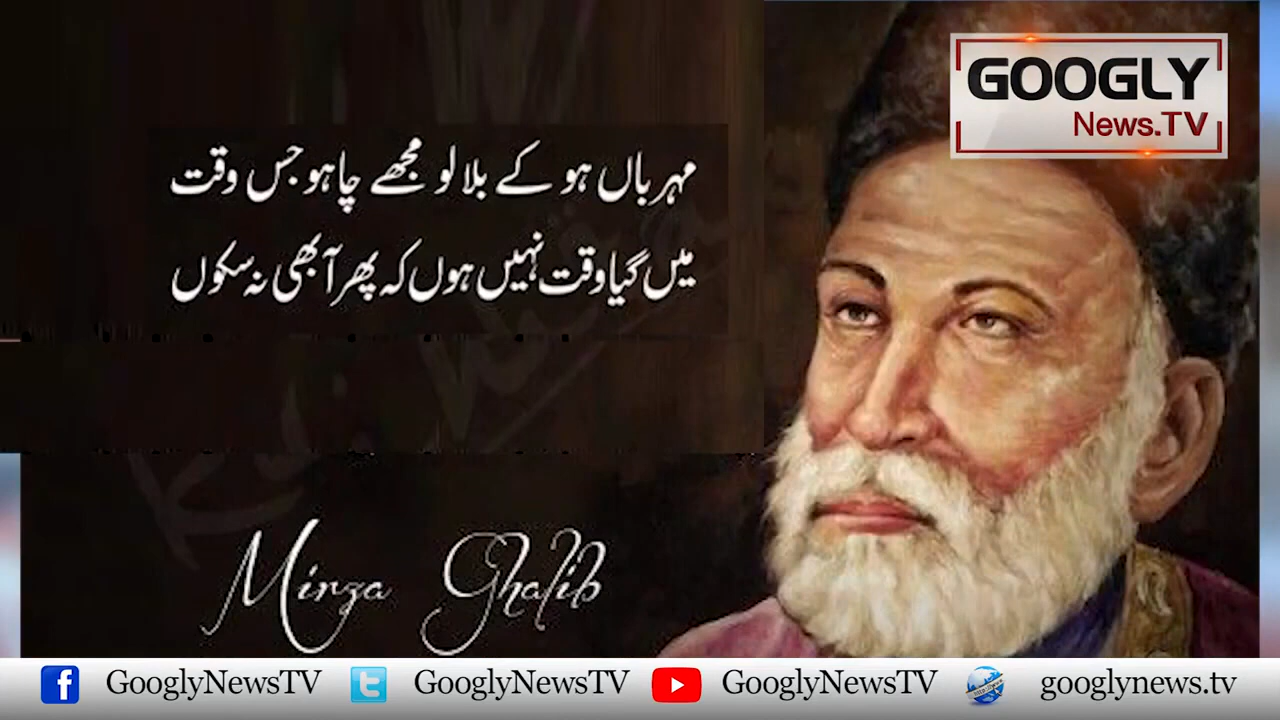 GOOGLY
News.TV
مہرباں ہو کے بلا لو مجھے چاہو جس وقت
میں گیا وقت نہیں ہوں کہ پھر آ بھی نہ سکوں
Mirza Ghalib
GooglyNewsTV GooglyNewsTV GooglyNewsTV googlynews.tv